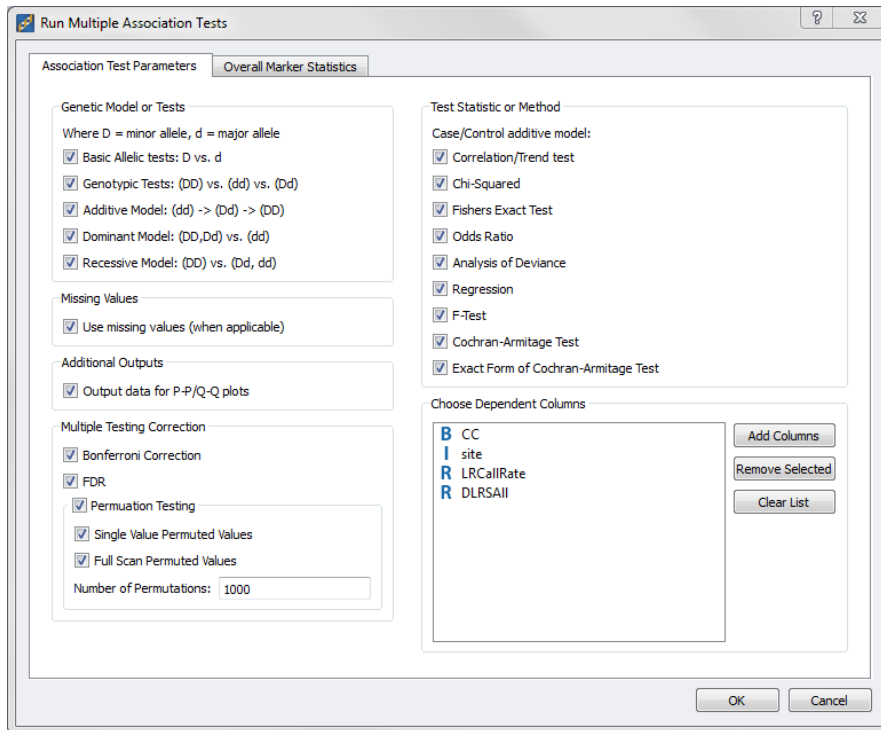 Run Multiple Association Tests
Association Test Parameters
Overall Marker Statistics
Genetic Model or Tests
Where D = minor allele, d = major allele
Basic Allelic tests: D vs. d
Genotypic Tests: (DD) vs. (dd) vs. (Dd)
Additive Model: (dd) -> (Dd) -> (DD)
Dominant Model: (DD,Dd) vs. (dd)
Recessive Model: (DD) vs. (Dd, dd)
Missing Values
Use missing values (when applicable)
Additional Outputs
Output data for P-P/Q-Q plots
Multiple Testing Correction
Bonferroni Correction
FDR
Permuation Testing
Single Value Permuted Values
Full Scan Permuted Values
Number of Permutations: 1000
Test Statistic or Method
Case/Control additive model:
Correlation/Trend test
Chi-Squared
Fishers Exact Test
Odds Ratio
Analysis of Deviance
Regression
F-Test
Cochran-Armitage Test
Exact Form of Cochran-Armitage Test
Choose Dependent Columns
B CC
I site
R LRCallRate
R DLRSAll
Add Columns
Remove Selected
Clear List
OK
Cancel